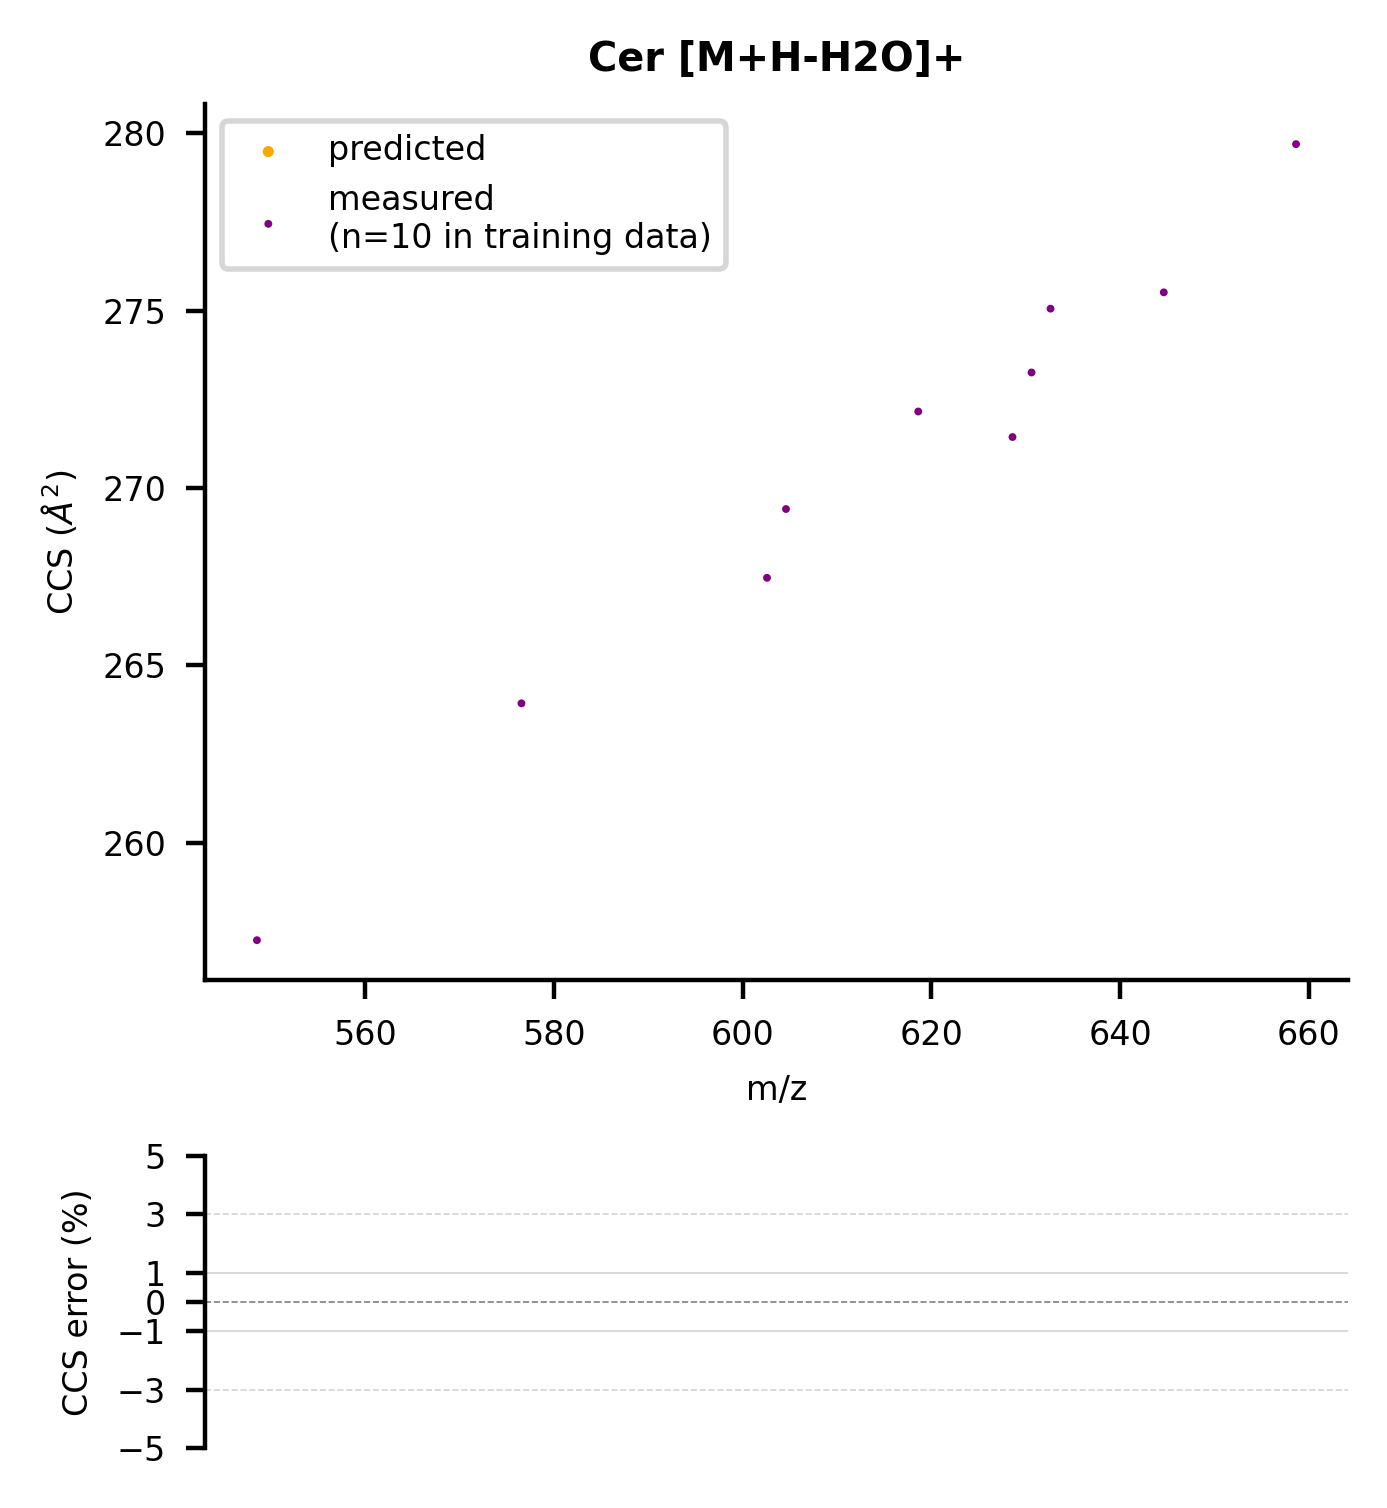 Cer [M+H-H2O]+
predicted
measured
(n=10 in training data)
280
275
270
265
260
CCS (Å²)
560 580 600 620 640 660
m/z
5
3
1
0
−1
−3
−5
CCS error (%)